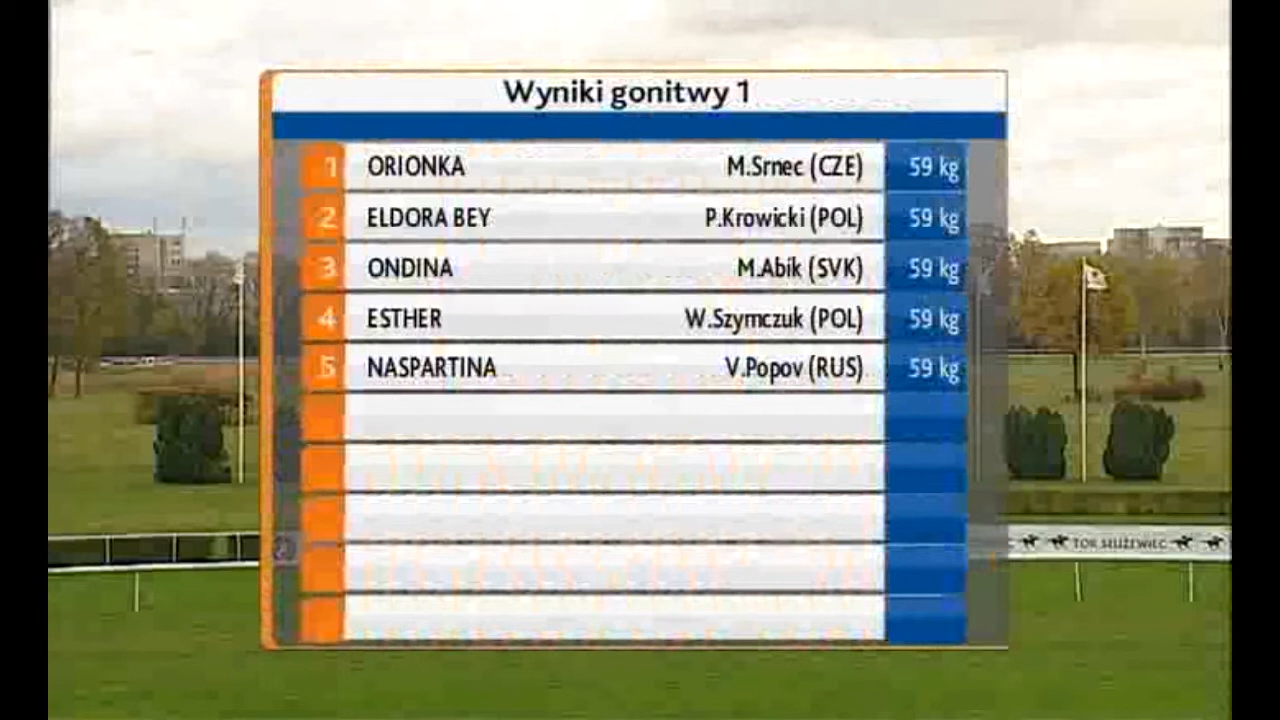 Wyniki gonitwy 1
1 ORIONKA M.Srnec (CZE) 59 kg
2 ELDORA BEY P.Krowicki (POL) 59 kg
3 ONDINA M.Abík (SVK) 59 kg
4 ESTHER W.Szymczuk (POL) 59 kg
5 NASPARTINA V.Popov (RUS) 59 kg
TOR SŁUŻEWIEC